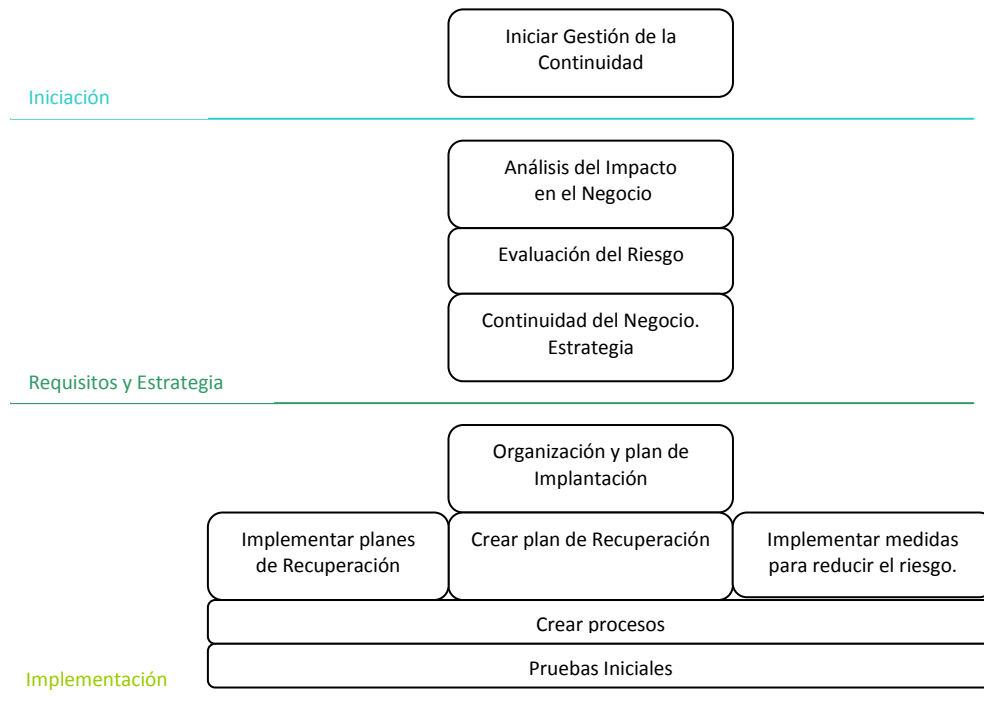 Iniciar Gestión de la
Continuidad
Iniciación
Análisis del Impacto
en el Negocio
Evaluación del Riesgo
Continuidad del Negocio.
Estrategia
Requisitos y Estrategia
Organización y plan de
Implantación
Implementar planes
de Recuperación
Crear plan de Recuperación
Implementar medidas
para reducir el riesgo.
Crear procesos
Pruebas Iniciales
Implementación